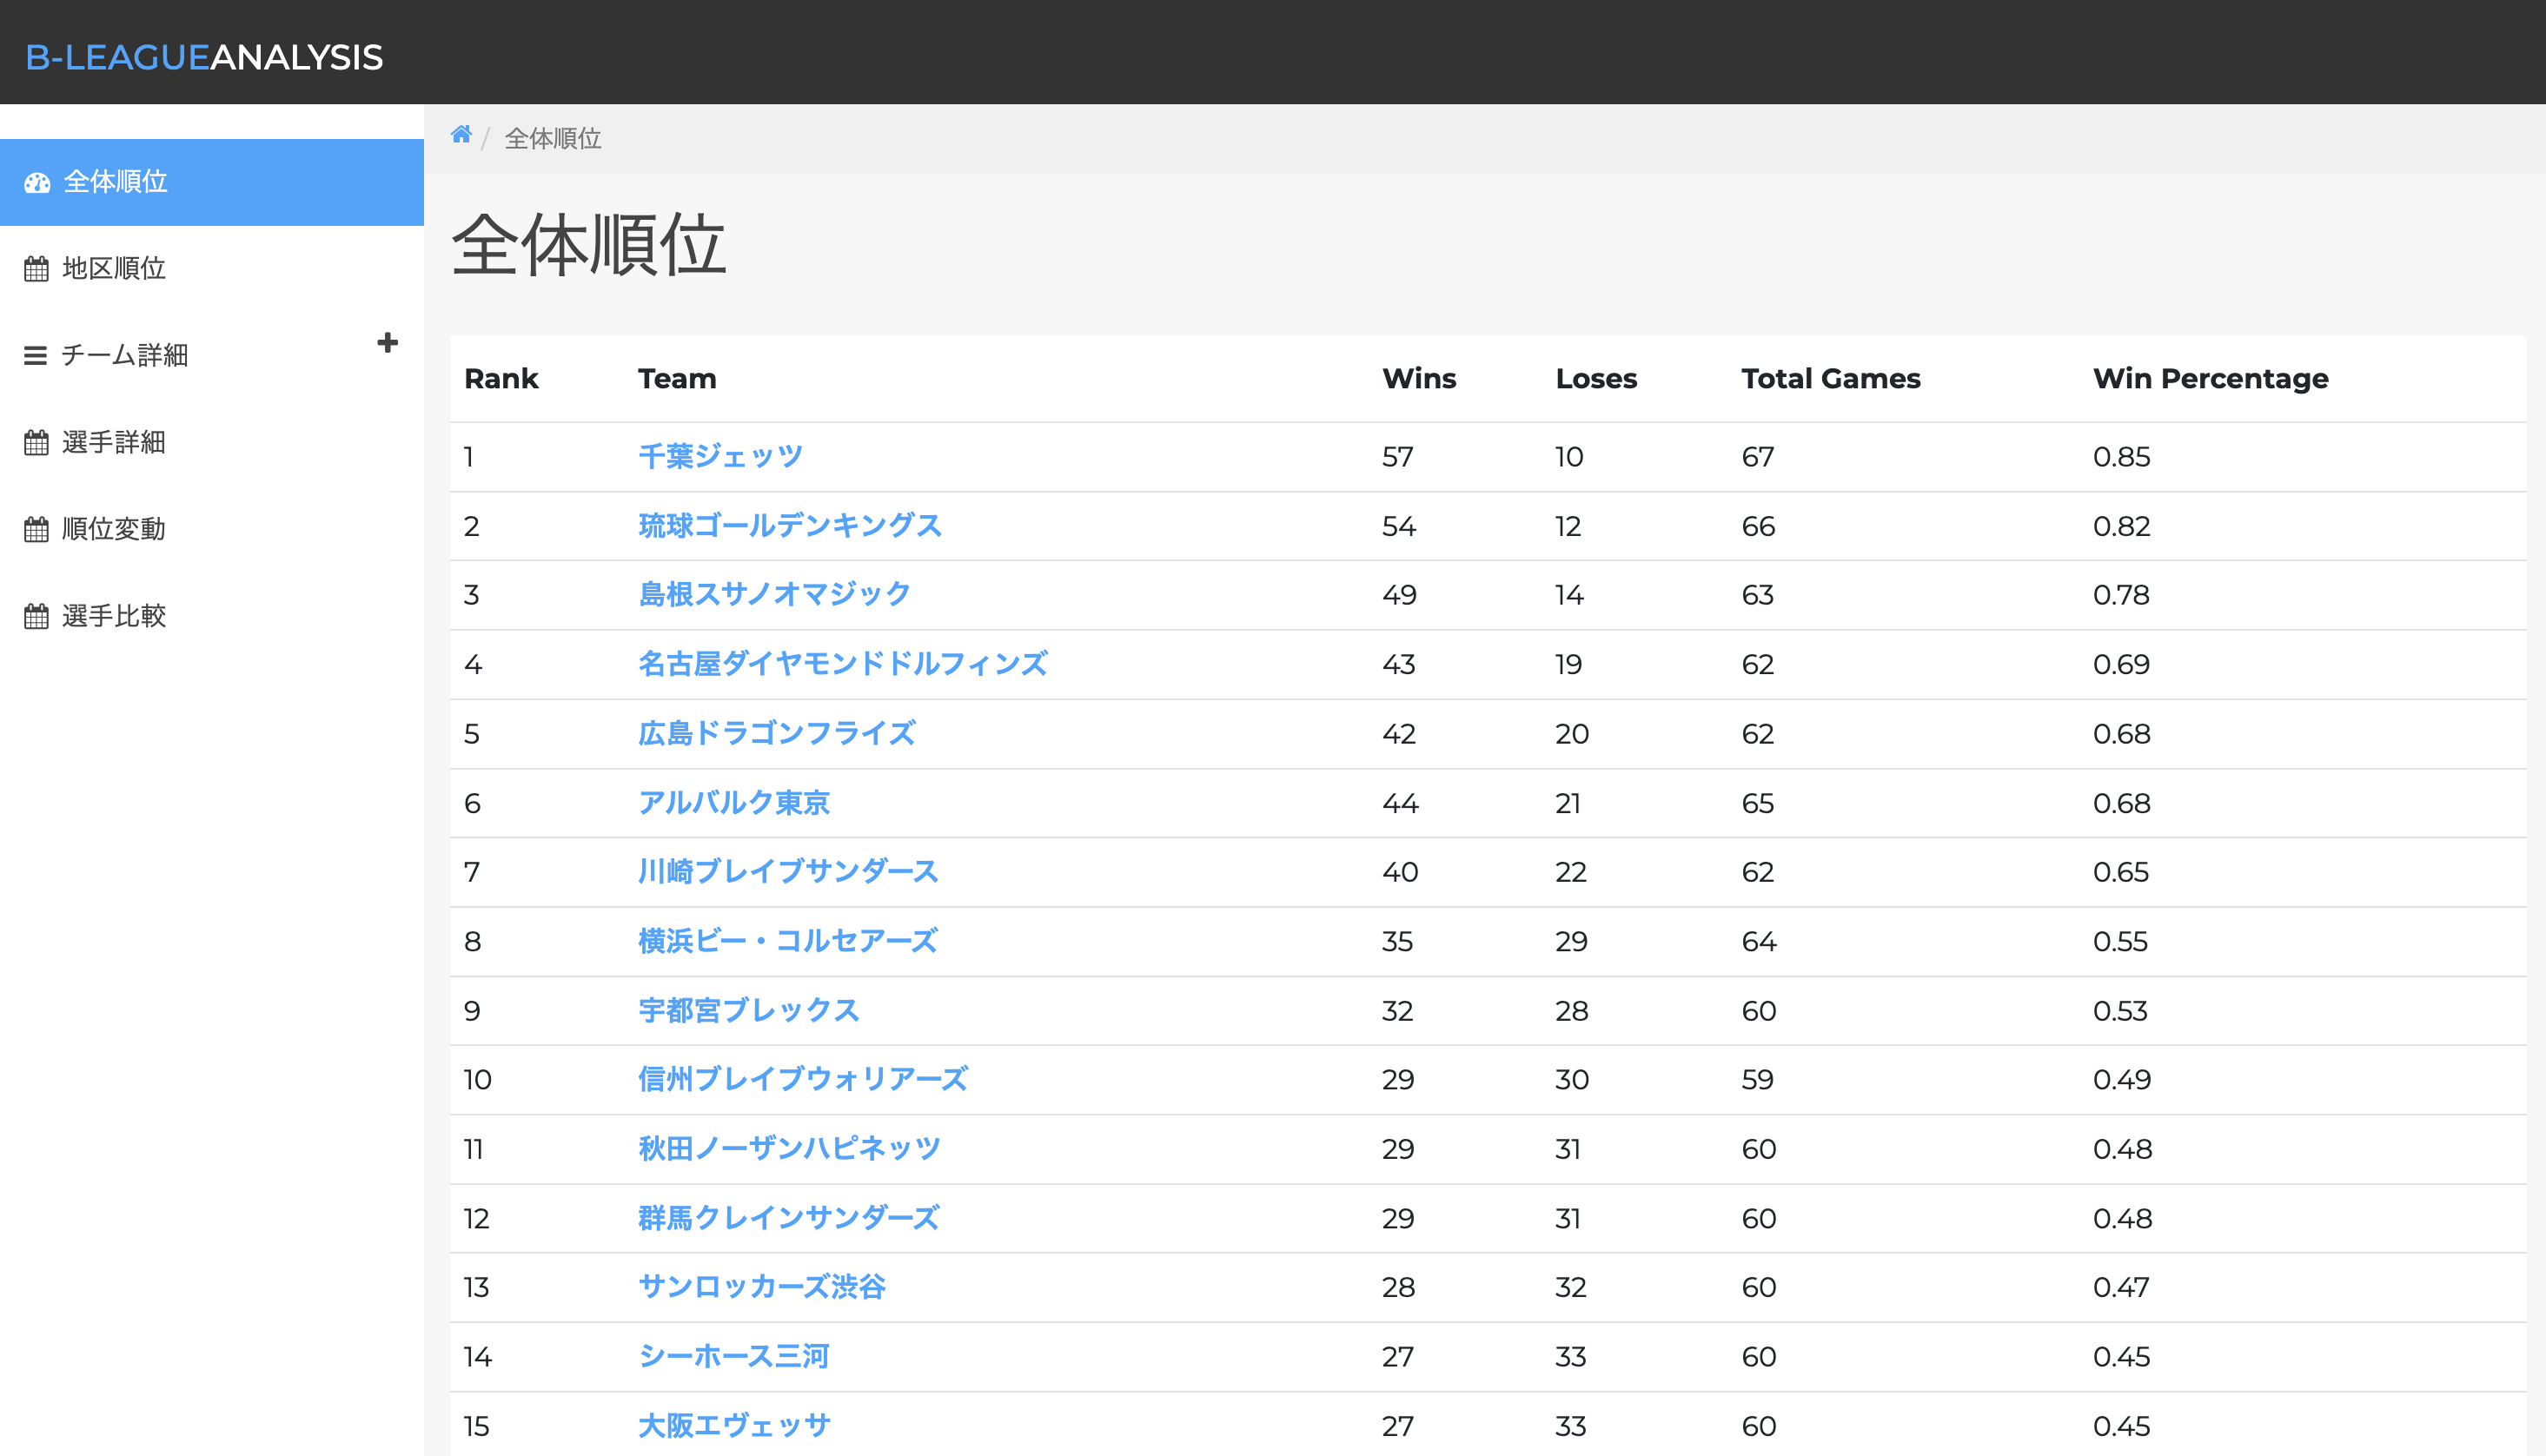 B-LEAGUEANALYSIS
全体順位
地区順位
チーム詳細
選手詳細
順位変動
選手比較
/ 全体順位
全体順位
Rank Team Wins Loses Total Games Win Percentage
1 千葉ジェッツ 57 10 67 0.85
2 琉球ゴールデンキングス 54 12 66 0.82
3 島根スサノオマジック 49 14 63 0.78
4 名古屋ダイヤモンドドルフィンズ 43 19 62 0.69
5 広島ドラゴンフライズ 42 20 62 0.68
6 アルバルク東京 44 21 65 0.68
7 川崎ブレイブサンダース 40 22 62 0.65
8 横浜ビー・コルセアーズ 35 29 64 0.55
9 宇都宮ブレックス 32 28 60 0.53
10 信州ブレイブウォリアーズ 29 30 59 0.49
11 秋田ノーザンハピネッツ 29 31 60 0.48
12 群馬クレインサンダーズ 29 31 60 0.48
13 サンロッカーズ渋谷 28 32 60 0.47
14 シーホース三河 27 33 60 0.45
15 大阪エヴェッサ 27 33 60 0.45